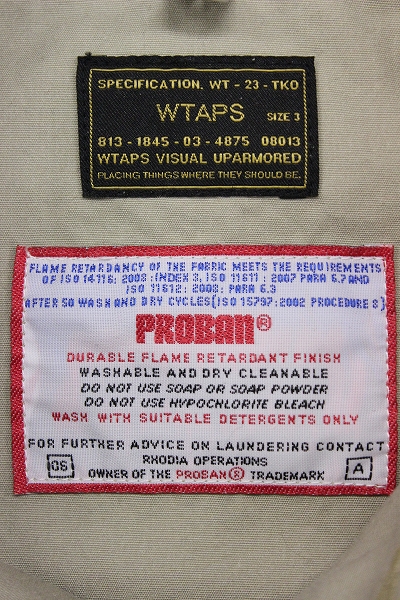 SPECIFICATION. WT - 23 - TKO
WTAPS SIZE 3
813 - 1845 - 03 - 4875 08013
WTAPS VISUAL UPARMORED
PLACING THINGS WHERE THEY SHOULD BE.
FLAME RETARDANCY OF THE FABRIC MEETS THE REQUIREMENTS
OF ISO 14116: 2008 :INDEX 3, ISO 11611 : 2007 PARA 6.7 AND
ISO 11612: 2008: PARA 6.3
AFTER 50 WASH AND DRY CYCLES(ISO 15797:2002 PROCEDURE 8)
PROBAN®
DURABLE FLAME RETARDANT FINISH
WASHABLE AND DRY CLEANABLE
DO NOT USE SOAP OR SOAP POWDER
DO NOT USE HYPOCHLORITE BLEACH
WASH WITH SUITABLE DETERGENTS ONLY
FOR FURTHER ADVICE ON LAUNDERING CONTACT
RHODIA OPERATIONS
06 OWNER OF THE PROBAN® TRADEMARK A